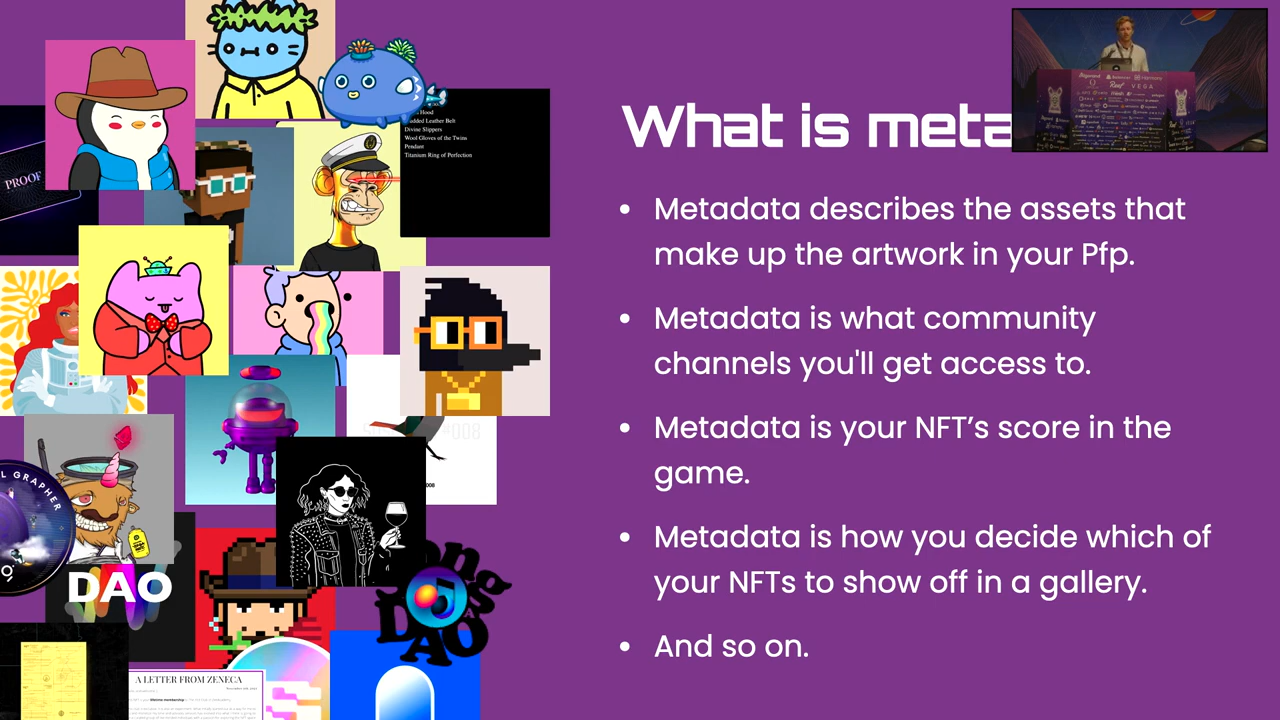 What is meta
Metadata describes the assets that
make up the artwork in your Pfp.
Metadata is what community
channels you'll get access to.
Metadata is your NFT’s score in the
game.
Metadata is how you decide which of
your NFTs to show off in a gallery.
And so on.
Hood
Leather Belt
Divine Slippers
Wool Gloves of the Twins
Pendant
Titanium Ring of Perfection
PROOF
#008
L GRAPHER
DAO
DAO
A LETTER FROM ZENECA
VEGA
Harmony